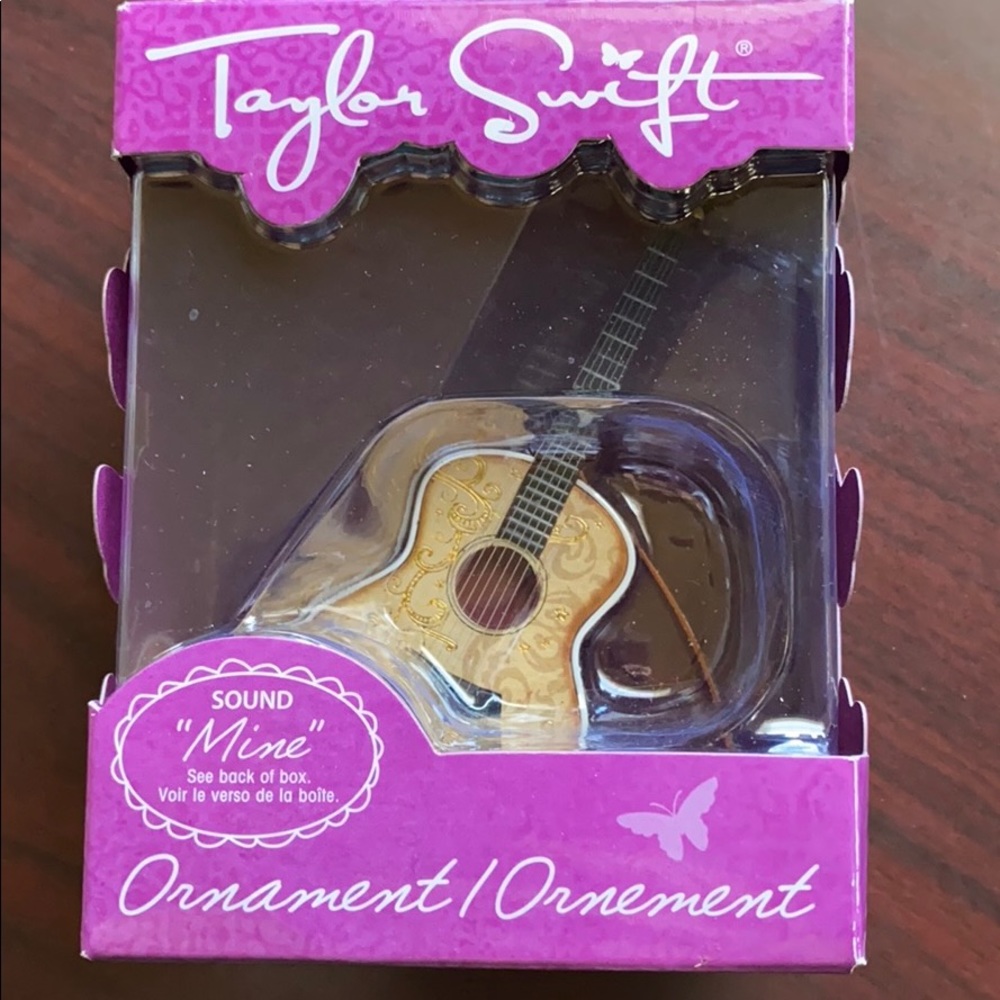 Taylor Swift®
SOUND
"Mine"
See back of box.
Voir le verso de la boîte.
Ornament/Ornement